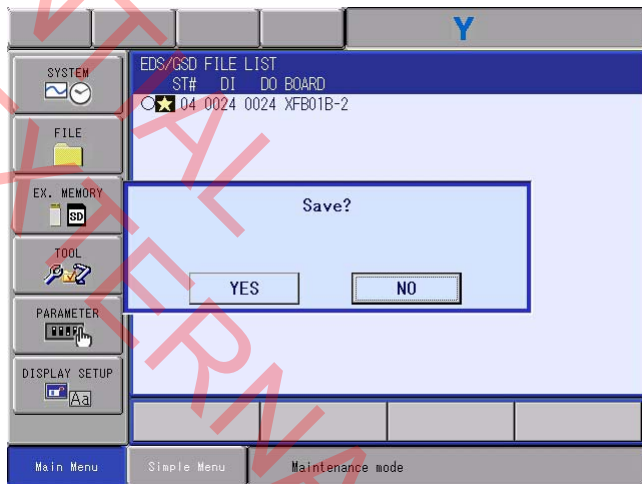 Y
SYSTEM
FILE
EX. MEMORY
SD
TOOL
PARAMETER
DISPLAY SETUP
Aa
EDS/GSD FILE LIST
ST# DI DO BOARD
04 0024 0024 XFB01B-2
Save?
YES NO
Main Menu Simple Menu Maintenance mode